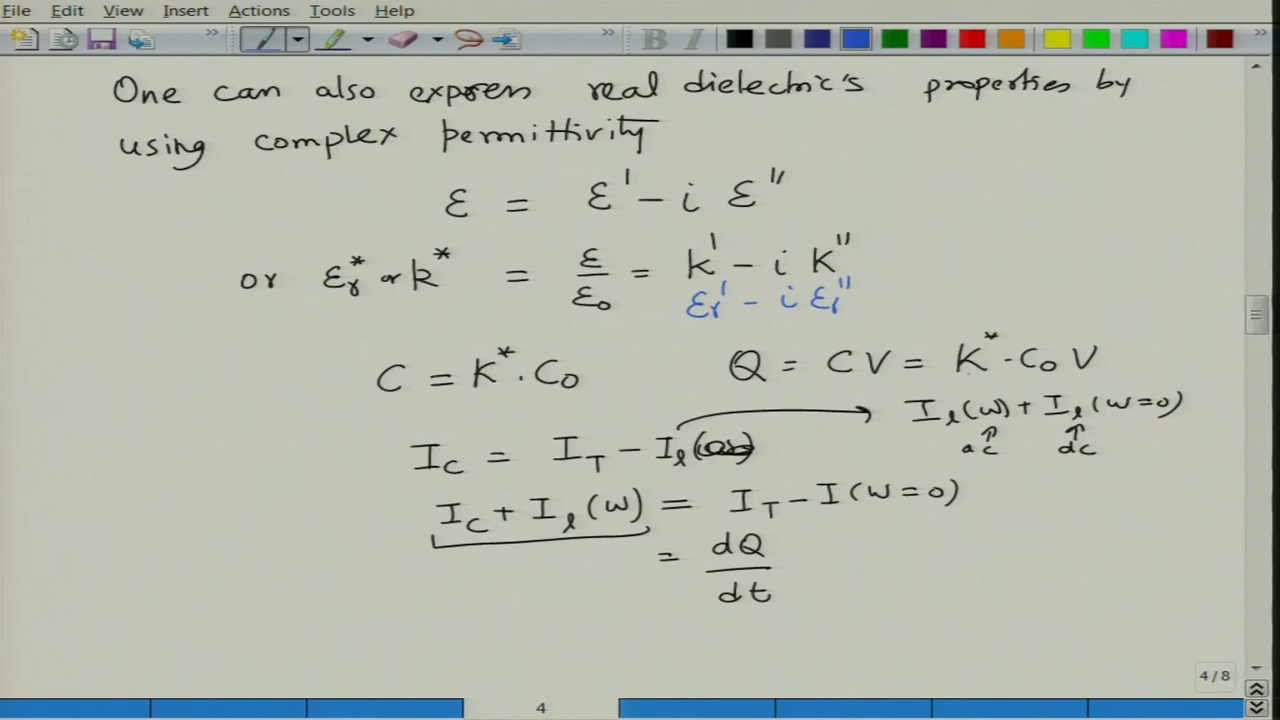 File Edit View Insert Actions Tools Help
B I
One can also express real dielectric's properties by
using complex permittivity
ε = ε' - i ε''
or εr* or k* = ε/ε0 = k' - i k''
εr' - i εr''
C = K* · C0 Q = CV = K* · C0 V
Il(w) + Il(w=0)
ac dc
IC = IT - Il
IC + Il(w) = IT - I(w=0)
= dQ/dt
4/8
4